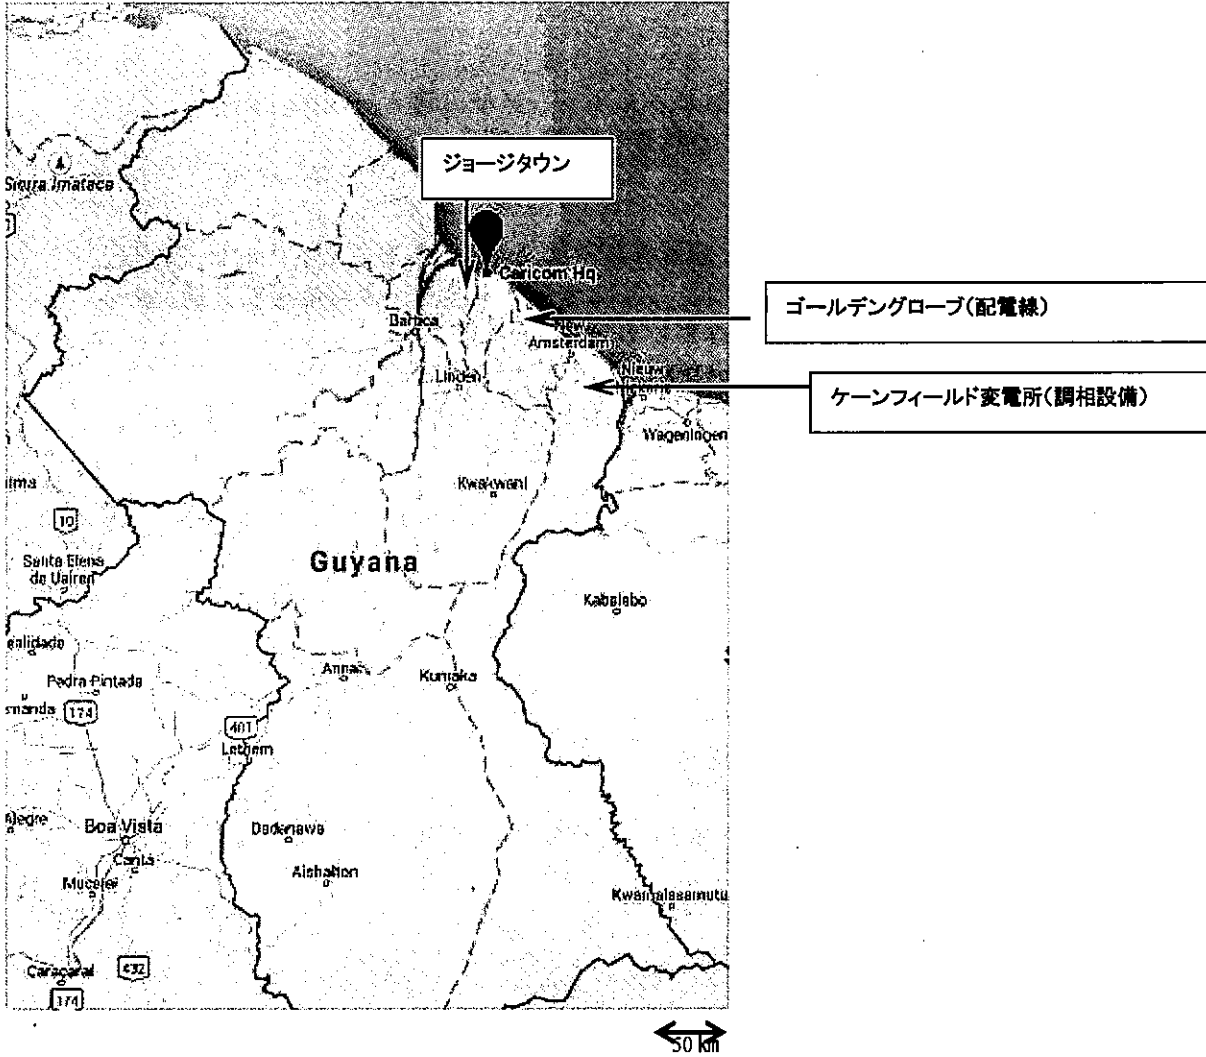 ジョージタウン
Sierra Imataca
Caricom Hq
ゴールデングローブ(配電線)
Bartica
New
Amsterdam
Linden
Nieuw
ケーンフィールド変電所(調相設備)
Wageningen
Kwakwani
10
Santa Elena
de Uairen
Guyana
Kabalebo
Annai
Kumaka
Pedra Pintada
174
401
Lethem
Alegre
Boa Vista
Dadanawa
Canta
Aishalton
Mucajai
Kwamalasamutu
Caracarai
432
174
50 km